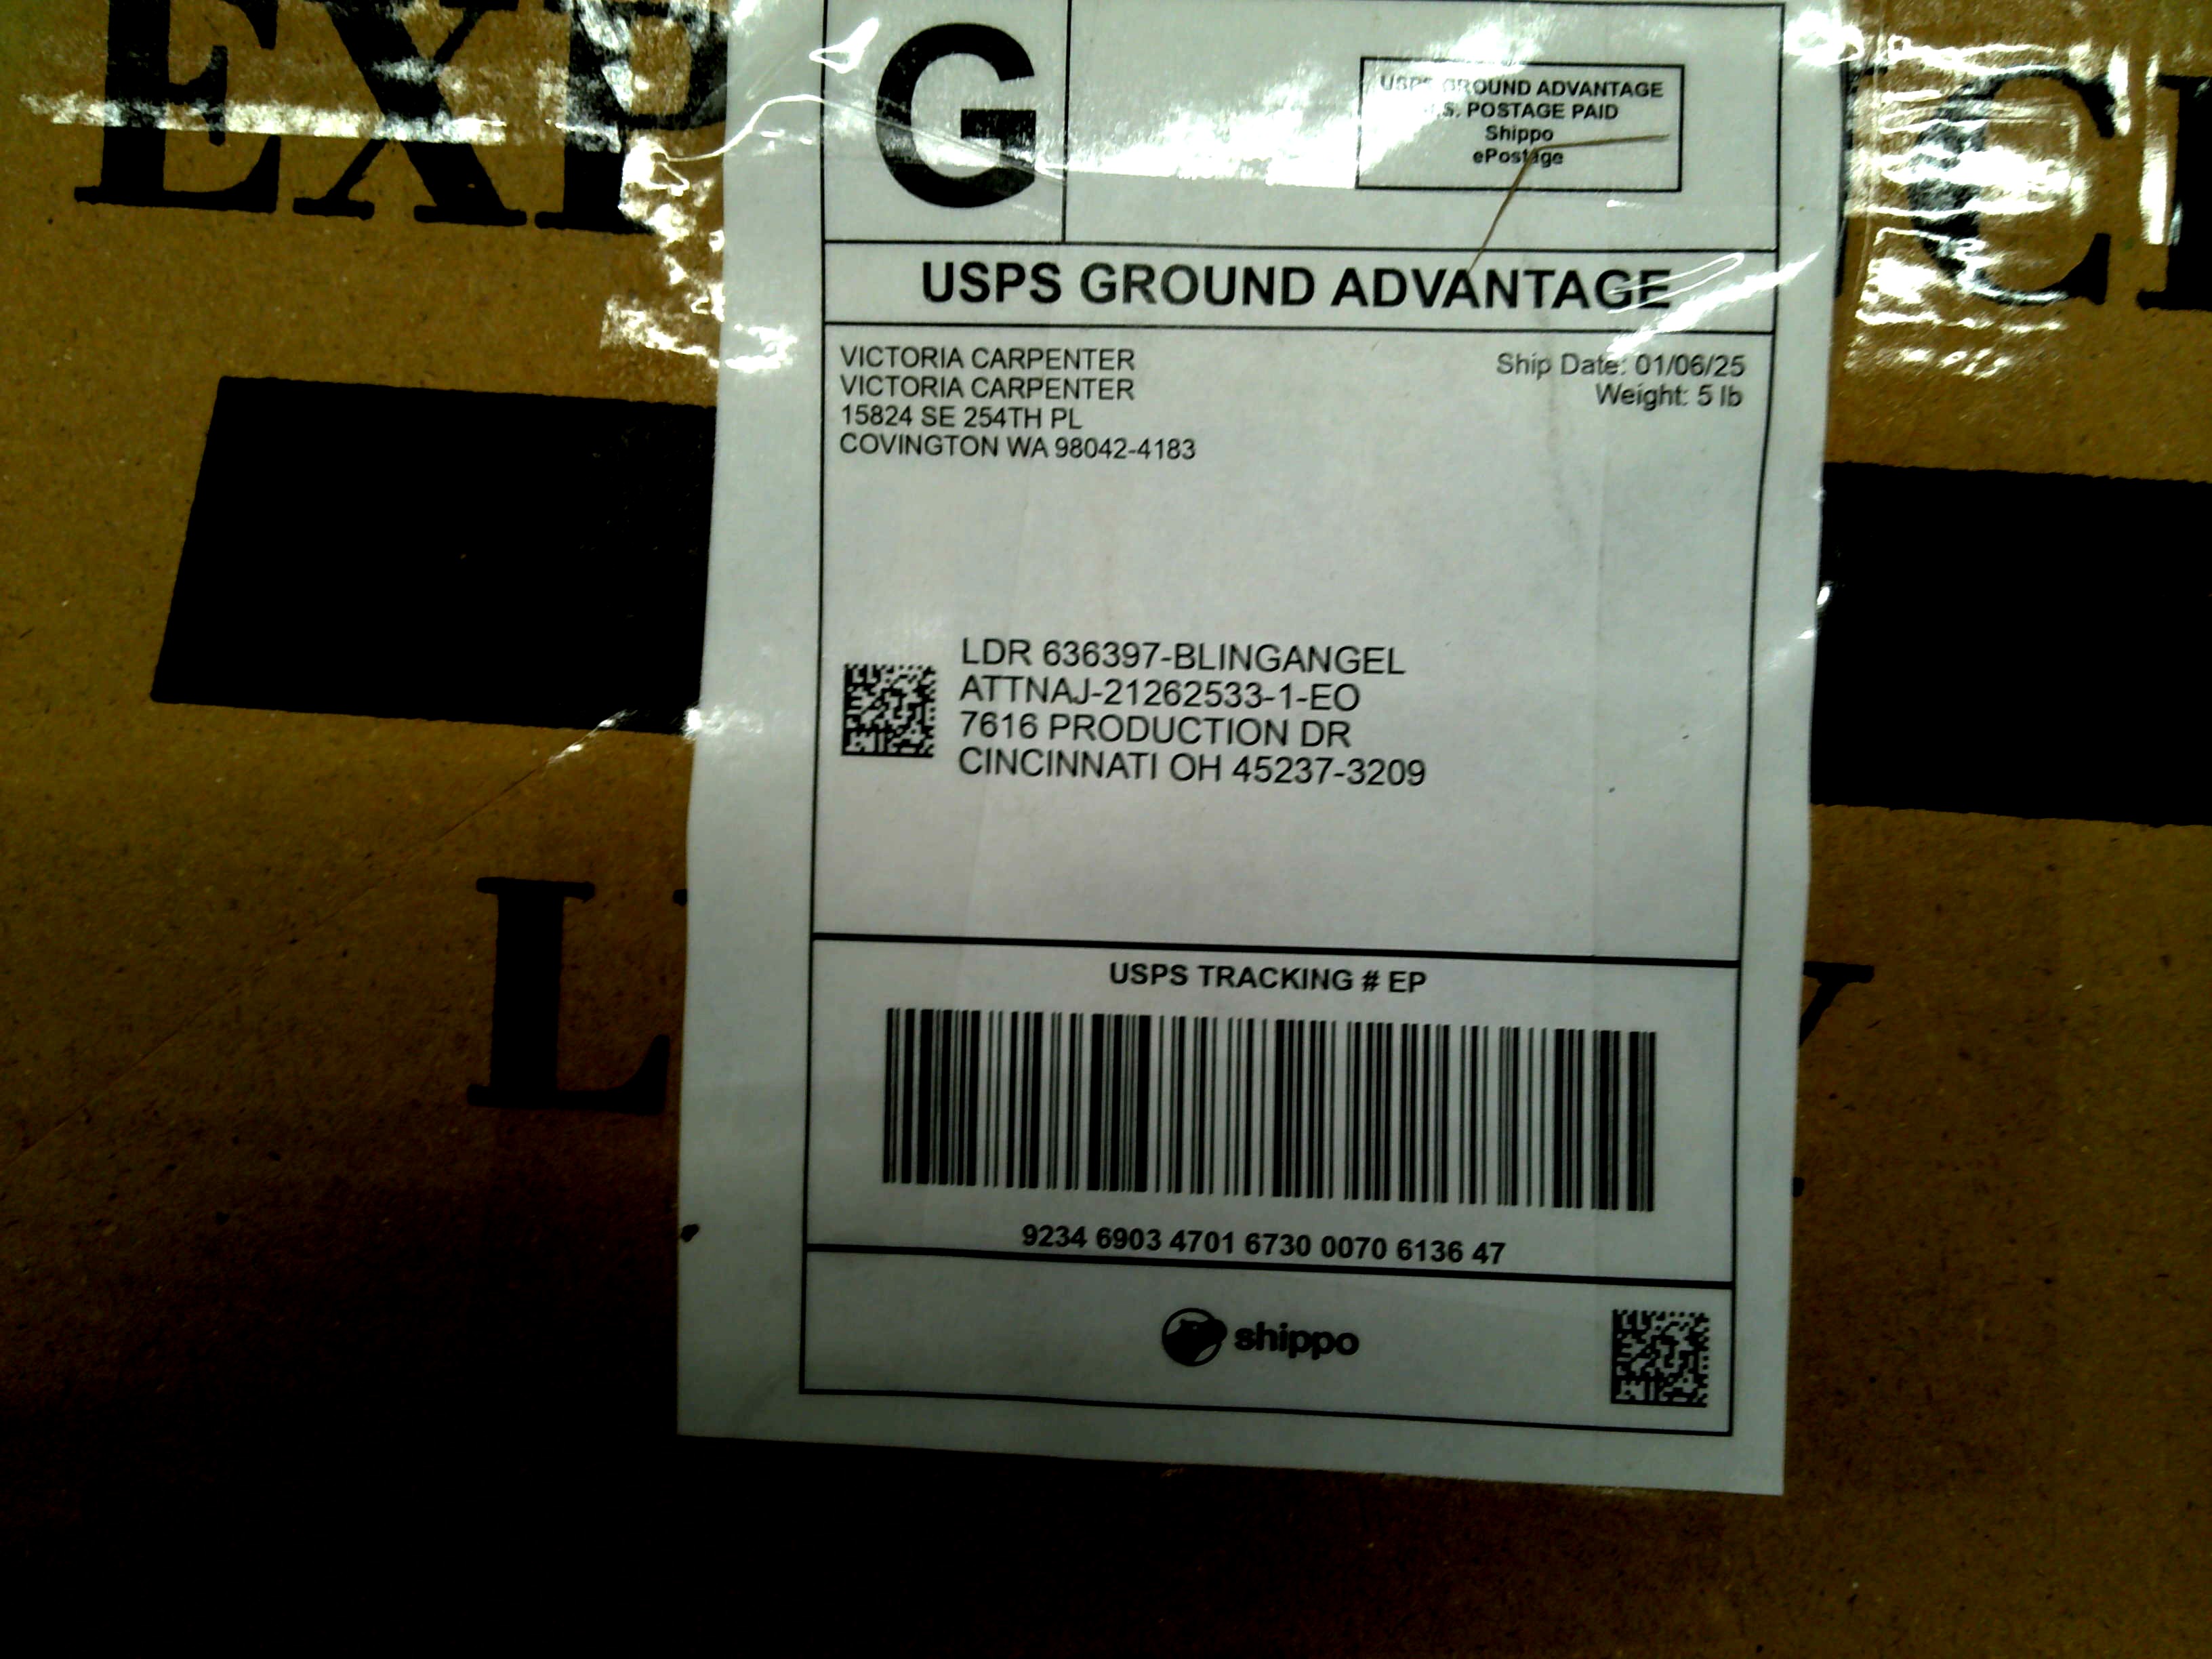 G
USPS GROUND ADVANTAGE
U.S. POSTAGE PAID
Shippo
ePostage
USPS GROUND ADVANTAGE
VICTORIA CARPENTER
VICTORIA CARPENTER
15824 SE 254TH PL
COVINGTON WA 98042-4183
Ship Date: 01/06/25
Weight: 5 lb
LDR 636397-BLINGANGEL
ATTNAJ-21262533-1-EO
7616 PRODUCTION DR
CINCINNATI OH 45237-3209
USPS TRACKING # EP
9234 6903 4701 6730 0070 6136 47
shippo